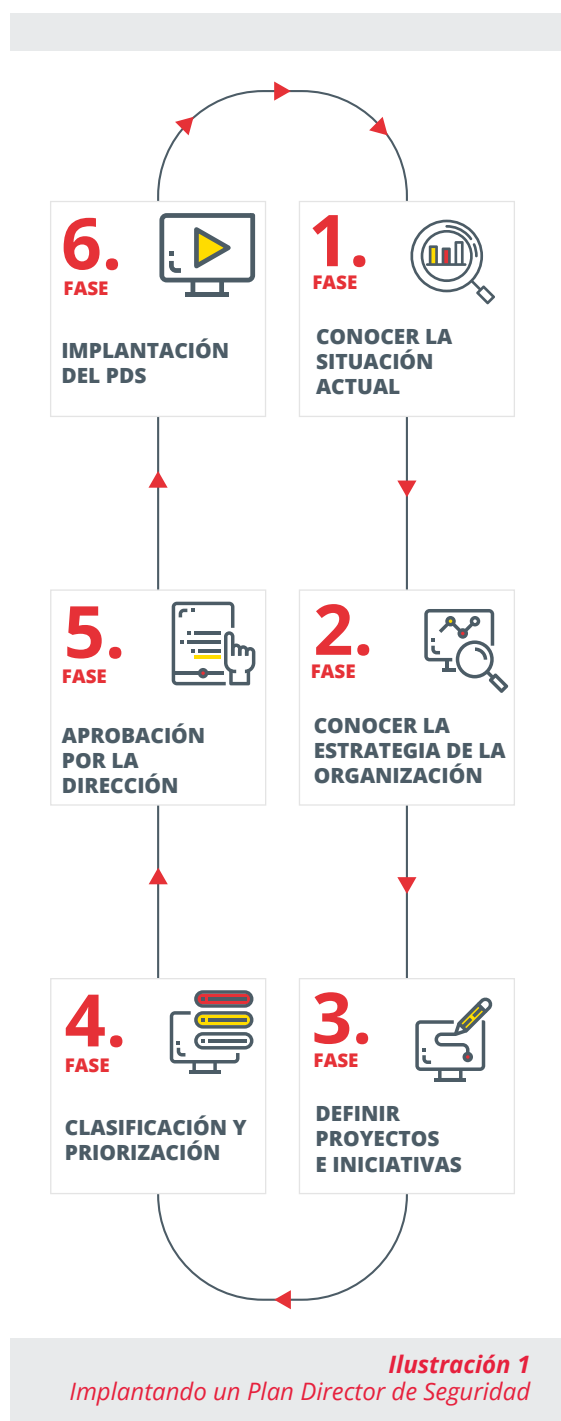 1.
FASE
CONOCER LA
SITUACIÓN
ACTUAL
2.
FASE
CONOCER LA
ESTRATEGIA DE LA
ORGANIZACIÓN
3.
FASE
DEFINIR
PROYECTOS
E INICIATIVAS
4.
FASE
CLASIFICACIÓN Y
PRIORIZACIÓN
5.
FASE
APROBACIÓN
POR LA
DIRECCIÓN
6.
FASE
IMPLANTACIÓN
DEL PDS
Ilustración 1
Implantando un Plan Director de Seguridad